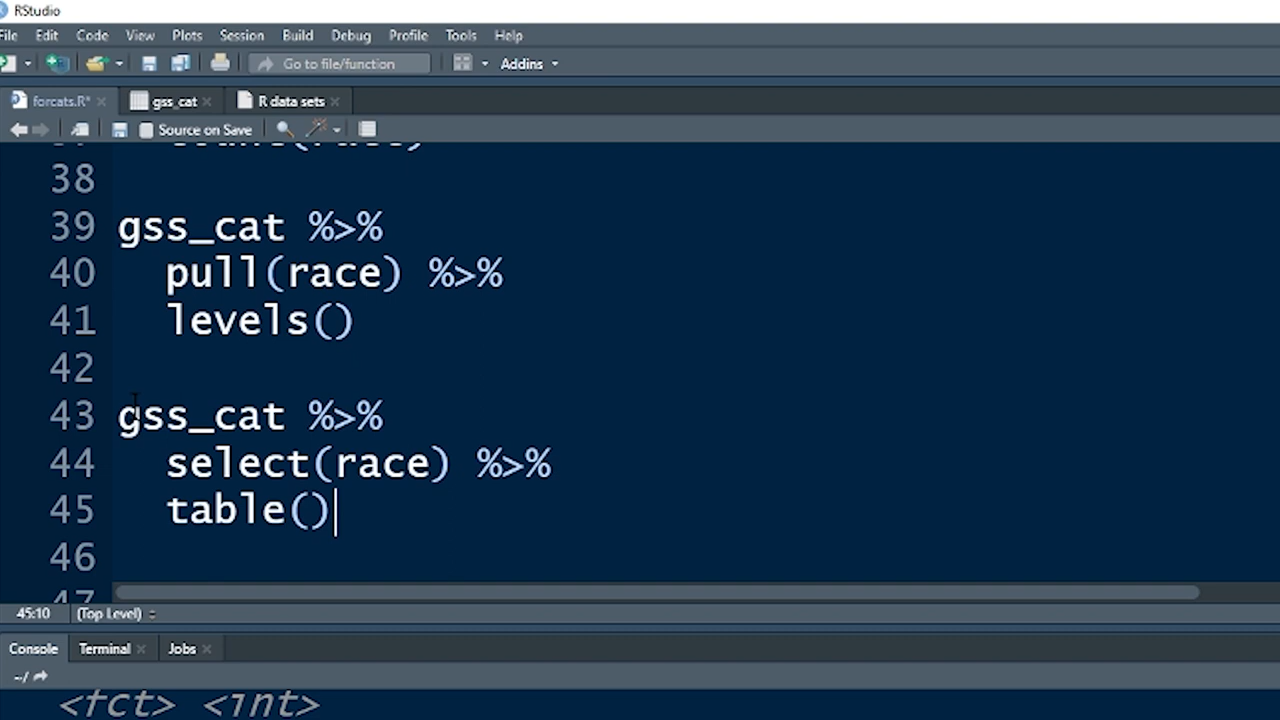 RStudio
File Edit Code View Plots Session Build Debug Profile Tools Help
Go to file/function Addins
forcats.R* gss_cat R data sets
Source on Save
38
39 gss_cat %>%
40 pull(race) %>%
41 levels()
42
43 gss_cat %>%
44 select(race) %>%
45 table()
46
47
45:10 (Top Level)
Console Terminal Jobs
~/
<fct> <int>